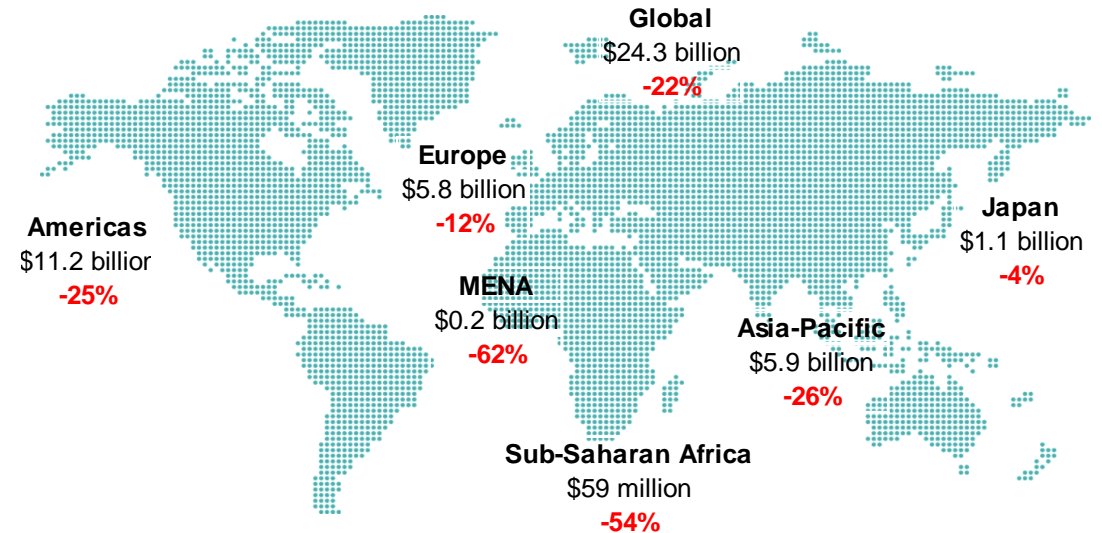 Global
$24.3 billion
-22%
Europe
$5.8 billion
-12%
Americas
$11.2 billion
-25%
Japan
$1.1 billion
-4%
MENA
$0.2 billion
-62%
Asia-Pacific
$5.9 billion
-26%
Sub-Saharan Africa
$59 million
-54%